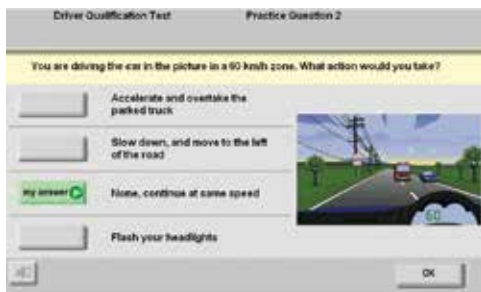 Driver Qualification Test Practice Question 2
You are driving the car in the picture in a 60 km/h zone. What action would you take?
Accelerate and overtake the
parked truck
Slow down, and move to the left
of the road
my answer
None, continue at same speed
60
Flash your headlights
OK